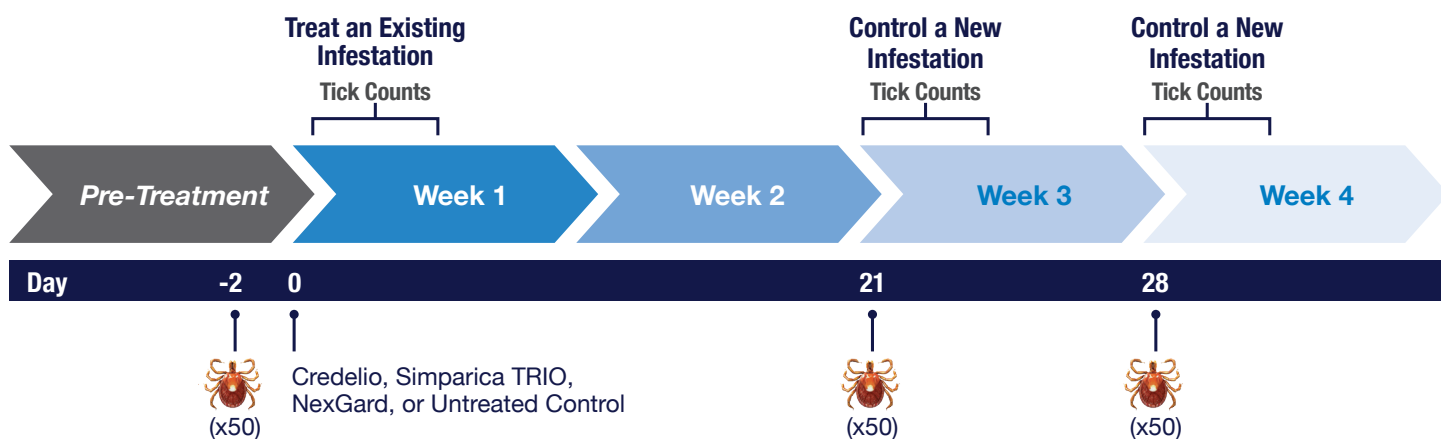 Treat an Existing
Infestation
Tick Counts
Control a New
Infestation
Tick Counts
Control a New
Infestation
Tick Counts
Pre-Treatment
Week 1
Week 2
Week 3
Week 4
Day -2 0 21 28
Credelio, Simparica TRIO,
NexGard, or Untreated Control
(x50)
(x50)
(x50)